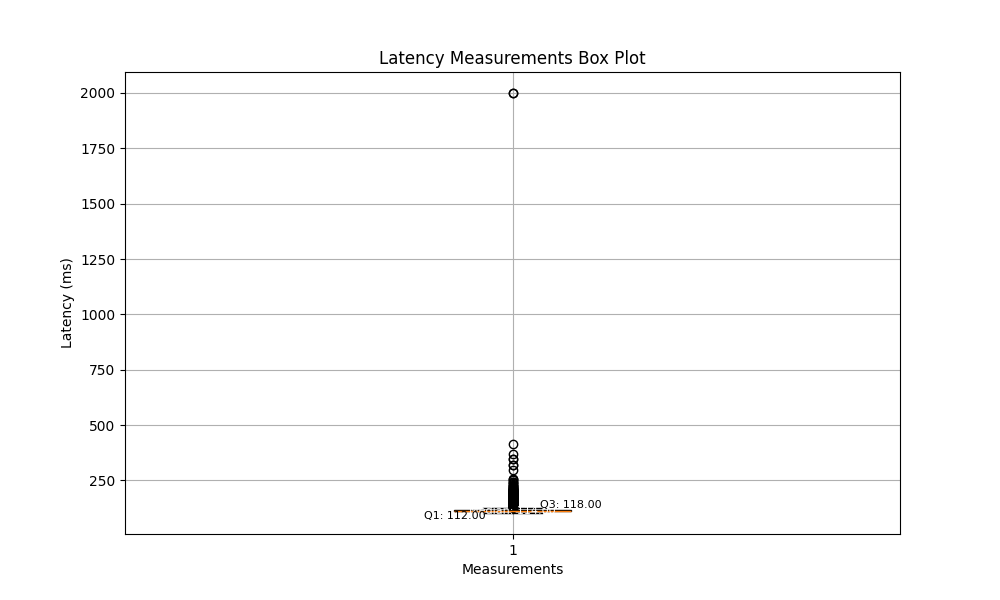 Latency Measurements Box Plot
2000
1750
1500
1250
1000
750
500
250
Latency (ms)
Q3: 118.00
Q1: 112.00
1
Measurements